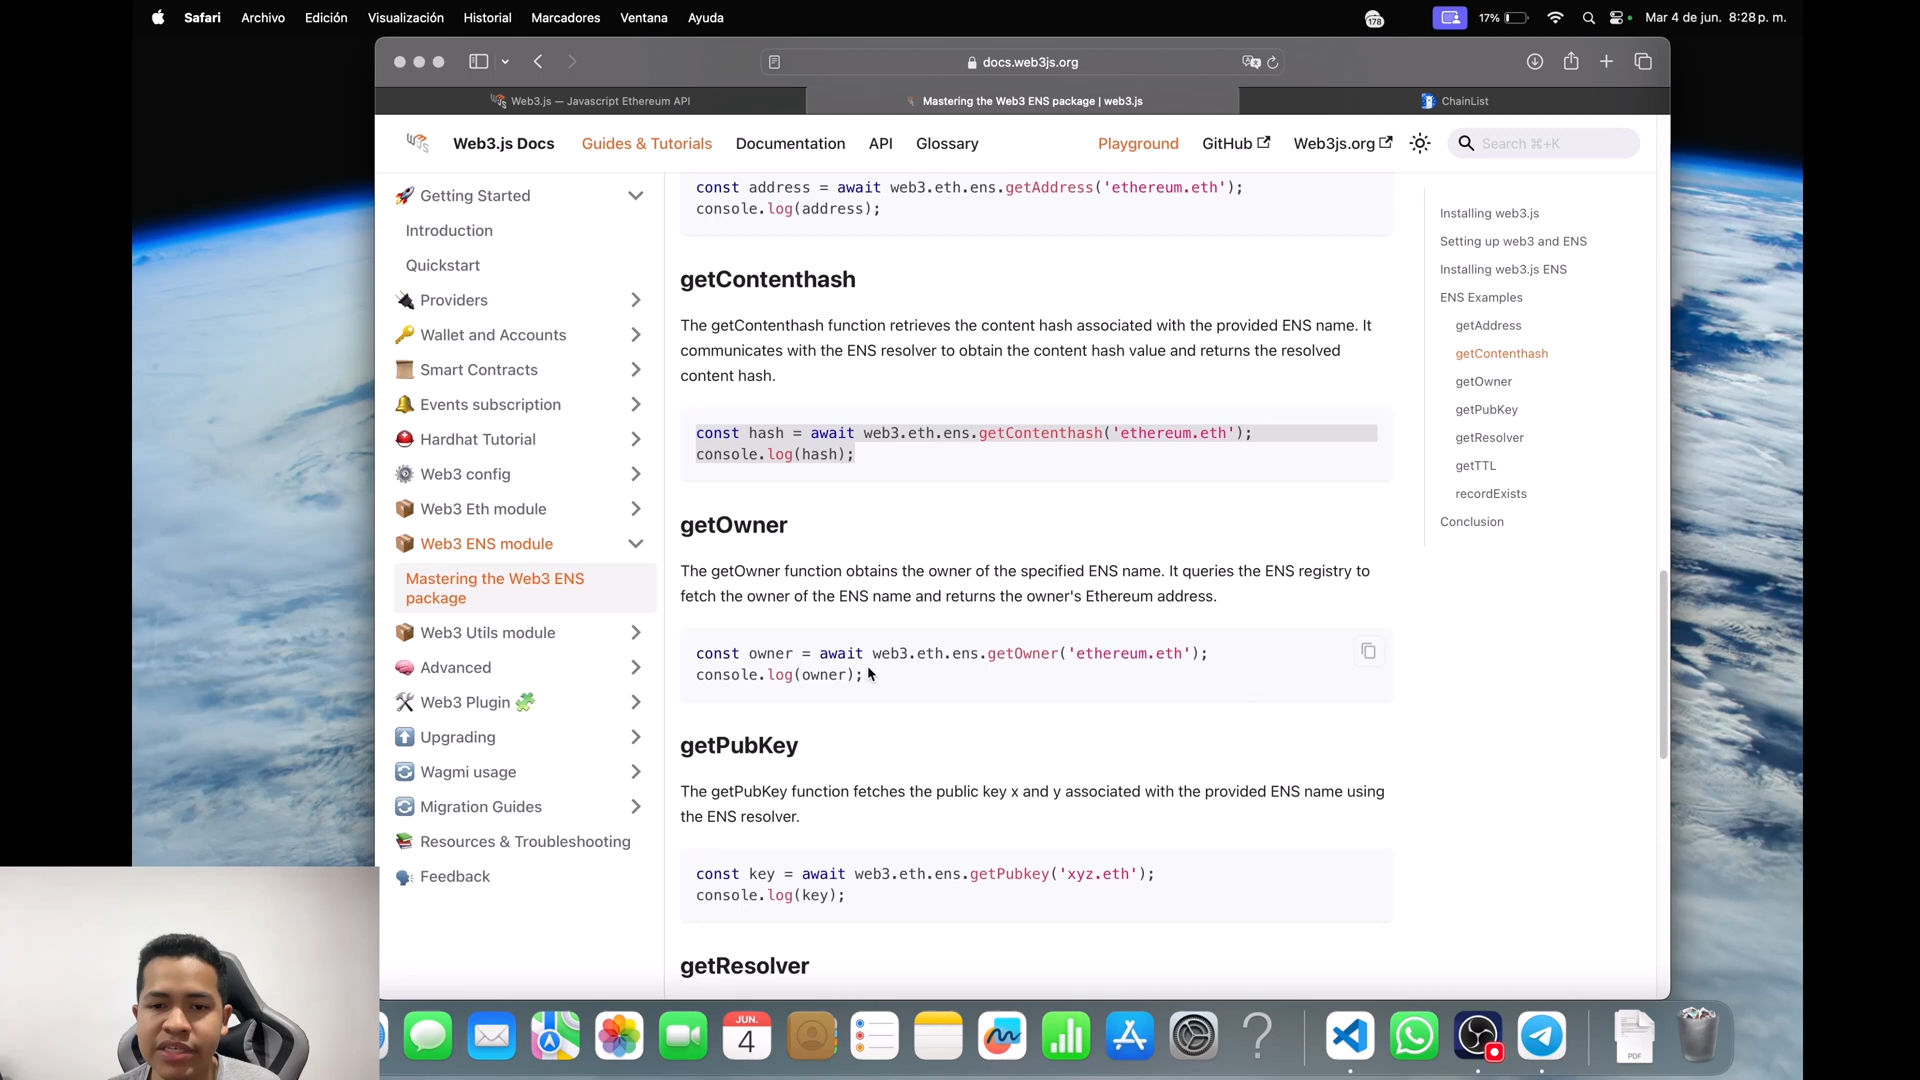 Safari Archivo Edición Visualización Historial Marcadores Ventana Ayuda 178 17% Mar 4 de jun. 8:28 p. m.
docs.web3js.org
Web3.js — Javascript Ethereum API Mastering the Web3 ENS package | web3.js ChainList
Web3.js Docs Guides & Tutorials Documentation API Glossary Playground GitHub Web3js.org Search ⌘+K
Getting Started
Introduction
Quickstart
Providers
Wallet and Accounts
Smart Contracts
Events subscription
Hardhat Tutorial
Web3 config
Web3 Eth module
Web3 ENS module
Mastering the Web3 ENS
package
Web3 Utils module
Advanced
Web3 Plugin
Upgrading
Wagmi usage
Migration Guides
Resources & Troubleshooting
Feedback
const address = await web3.eth.ens.getAddress('ethereum.eth');
console.log(address);
getContenthash
The getContenthash function retrieves the content hash associated with the provided ENS name. It
communicates with the ENS resolver to obtain the content hash value and returns the resolved
content hash.
const hash = await web3.eth.ens.getContenthash('ethereum.eth');
console.log(hash);
getOwner
The getOwner function obtains the owner of the specified ENS name. It queries the ENS registry to
fetch the owner of the ENS name and returns the owner's Ethereum address.
const owner = await web3.eth.ens.getOwner('ethereum.eth');
console.log(owner);
getPubKey
The getPubKey function fetches the public key x and y associated with the provided ENS name using
the ENS resolver.
const key = await web3.eth.ens.getPubkey('xyz.eth');
console.log(key);
getResolver
Installing web3.js
Setting up web3 and ENS
Installing web3.js ENS
ENS Examples
getAddress
getContenthash
getOwner
getPubKey
getResolver
getTTL
recordExists
Conclusion
JUN.
4
PDF